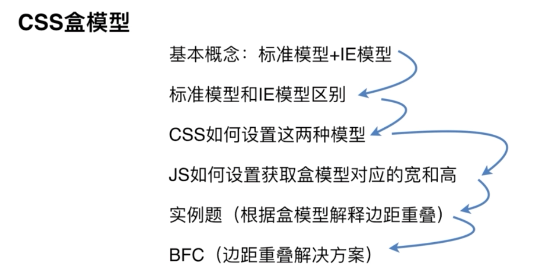 CSS盒模型
基本概念：标准模型+IE模型
标准模型和IE模型区别
CSS如何设置这两种模型
JS如何设置获取盒模型对应的宽和高
实例题（根据盒模型解释边距重叠）
BFC（边距重叠解决方案）